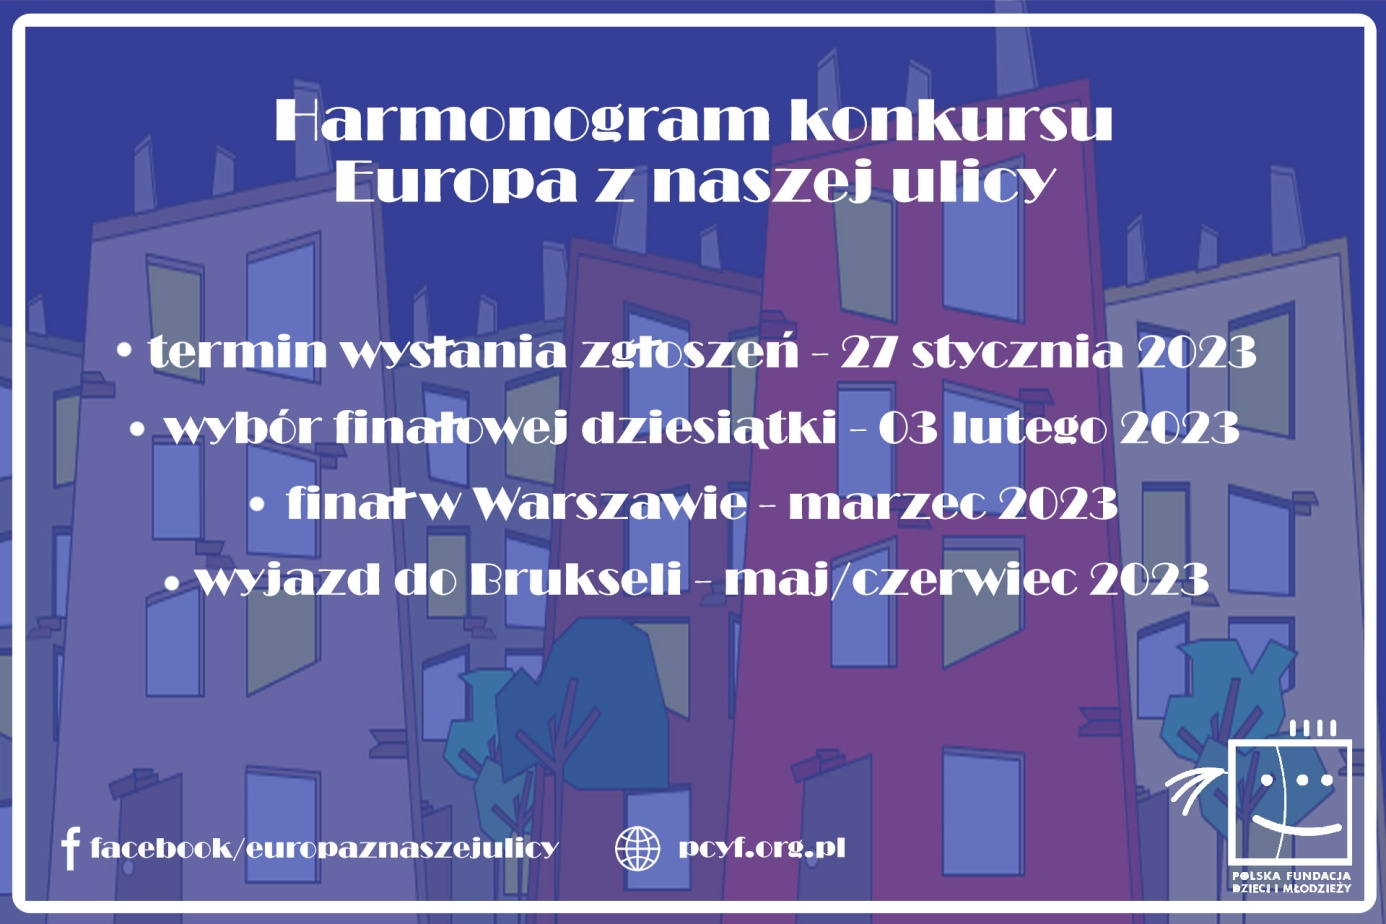 Harmonogram konkursu
Europa z naszej ulicy
• termin wysłania zgłoszeń - 27 stycznia 2023
• wybór finałowej dziesiątki - 03 lutego 2023
• finał w Warszawie - marzec 2023
• wyjazd do Brukseli - maj/czerwiec 2023
facebook/europaznaszejulicy
pcyf.org.pl
POLSKA FUNDACJA
DZIECI I MŁODZIEŻY